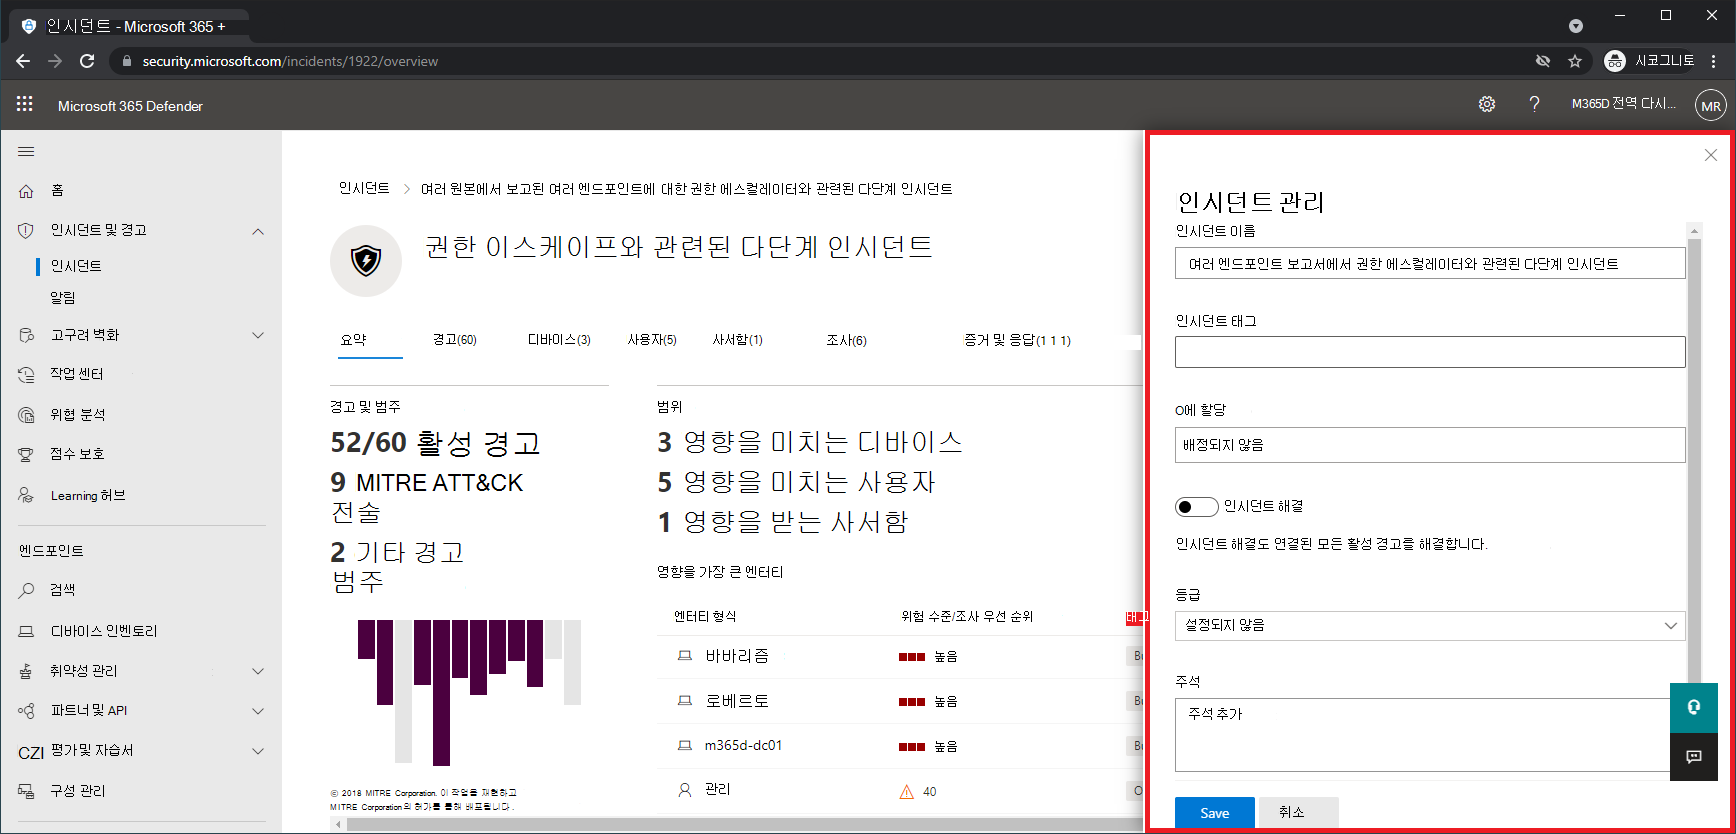 인시던트 - Microsoft 365 +
security.microsoft.com/incidents/1922/overview
시코그니토
Microsoft 365 Defender
M365D 전역 다시...
MR
홈
인시던트 및 경고
인시던트
알림
고구려 벽화
작업 센터
위협 분석
점수 보호
Learning 허브
엔드포인트
검색
디바이스 인벤토리
취약성 관리
파트너 및 API
CZI 평가 및 자습서
구성 관리
인시던트 > 여러 원본에서 보고된 여러 엔드포인트에 대한 권한 에스컬레이터와 관련된 다단계 인시던트
권한 이스케이프와 관련된 다단계 인시던트
요약 경고(60) 디바이스(3) 사용자(5) 사서함(1) 조사(6) 증거 및 응답(1 1 1)
경고 및 범주
52/60 활성 경고
9 MITRE ATT&CK
전술
2 기타 경고
범주
© 2018 MITRE Corporation. 이 작업을 재현하고
MITRE Corporation의 허가를 통해 배포됩니다.
범위
3 영향을 미치는 디바이스
5 영향을 미치는 사용자
1 영향을 받는 사서함
영향을 가장 큰 엔터티
엔터티 형식 위험 수준/조사 우선 순위 태그
바바리즘 높음
로베르토 높음
m365d-dc01 높음
관리 40
인시던트 관리
인시던트 이름
여러 엔드포인트 보고서에서 권한 에스컬레이터와 관련된 다단계 인시던트
인시던트 태그
O에 할당
배정되지 않음
인시던트 해결
인시던트 해결도 연결된 모든 활성 경고를 해결합니다.
등급
설정되지 않음
주석
주석 추가
Save 취소